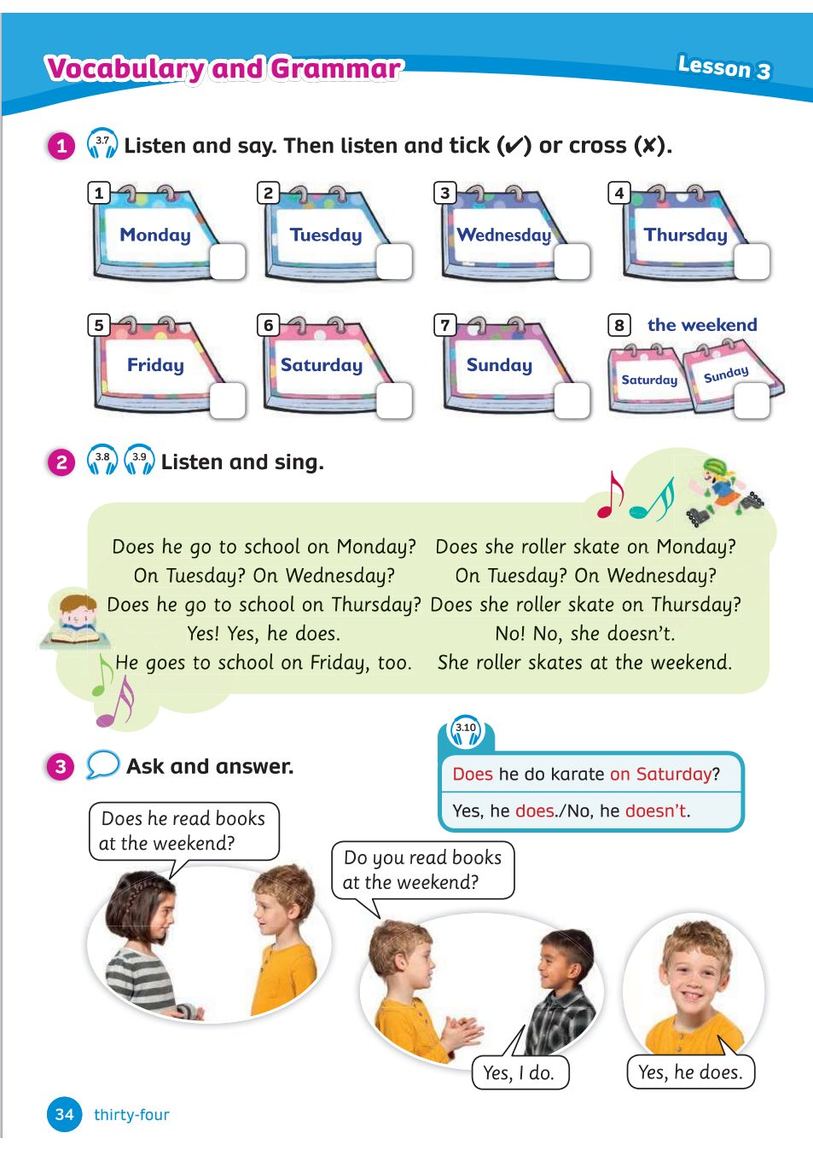 Vocabulary and Grammar
Lesson 3
1 3.7 Listen and say. Then listen and tick (✔) or cross (✘).
1 Monday
2 Tuesday
3 Wednesday
4 Thursday
5 Friday
6 Saturday
7 Sunday
8 the weekend
Saturday Sunday
2 3.8 3.9 Listen and sing.
Does he go to school on Monday?
On Tuesday? On Wednesday?
Does he go to school on Thursday?
Yes! Yes, he does.
He goes to school on Friday, too.
Does she roller skate on Monday?
On Tuesday? On Wednesday?
Does she roller skate on Thursday?
No! No, she doesn't.
She roller skates at the weekend.
3 Ask and answer.
3.10
Does he do karate on Saturday?
Yes, he does./No, he doesn't.
Does he read books
at the weekend?
Do you read books
at the weekend?
Yes, I do.
Yes, he does.
34 thirty-four